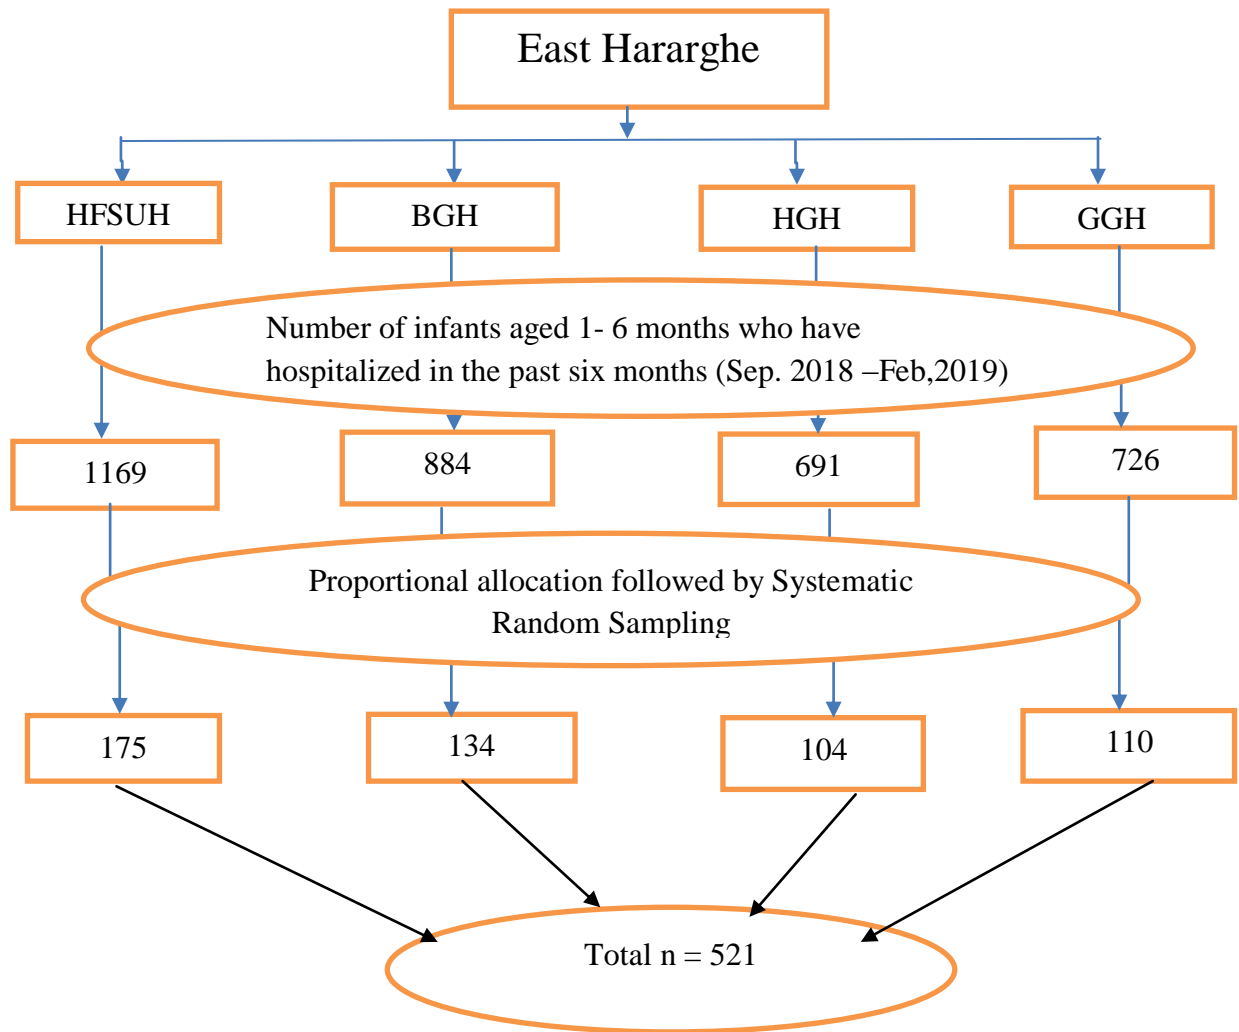 East Hararghe
HFSUH
BGH
HGH
GGH
Number of infants aged 1- 6 months who have
hospitalized in the past six months (Sep. 2018 –Feb,2019)
1169
884
691
726
Proportional allocation followed by Systematic
Random Sampling
175
134
104
110
Total n = 521